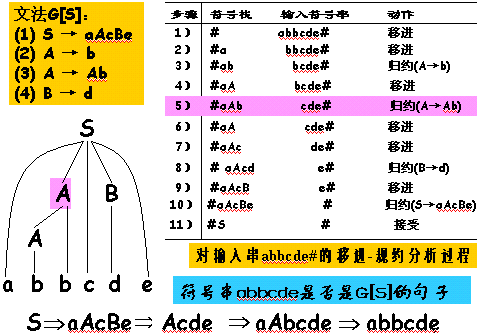 文法G[S]:
(1) S → aAcBe
(2) A → b
(3) A → Ab
(4) B → d
步骤 符号栈 输入符号串 动作
1) # abbcde# 移进
2) #a bbcde# 移进
3) #ab bcde# 归约(A→b)
4) #aA bcde# 移进
5) #aAb cde# 归约(A→Ab)
6) #aA cde# 移进
7) #aAc de# 移进
8) # aAcd e# 归约(B→d)
9) #aAcB e# 移进
10) #aAcBe # 归约(S→aAcBe)
11) #S # 接受
S
A B
A
a b b c d e
对输入串abbcde#的移进-规约分析过程
符号串abbcde是否是G[S]的句子
S⇒aAcBe⇒ Acde ⇒aAbcde ⇒abbcde